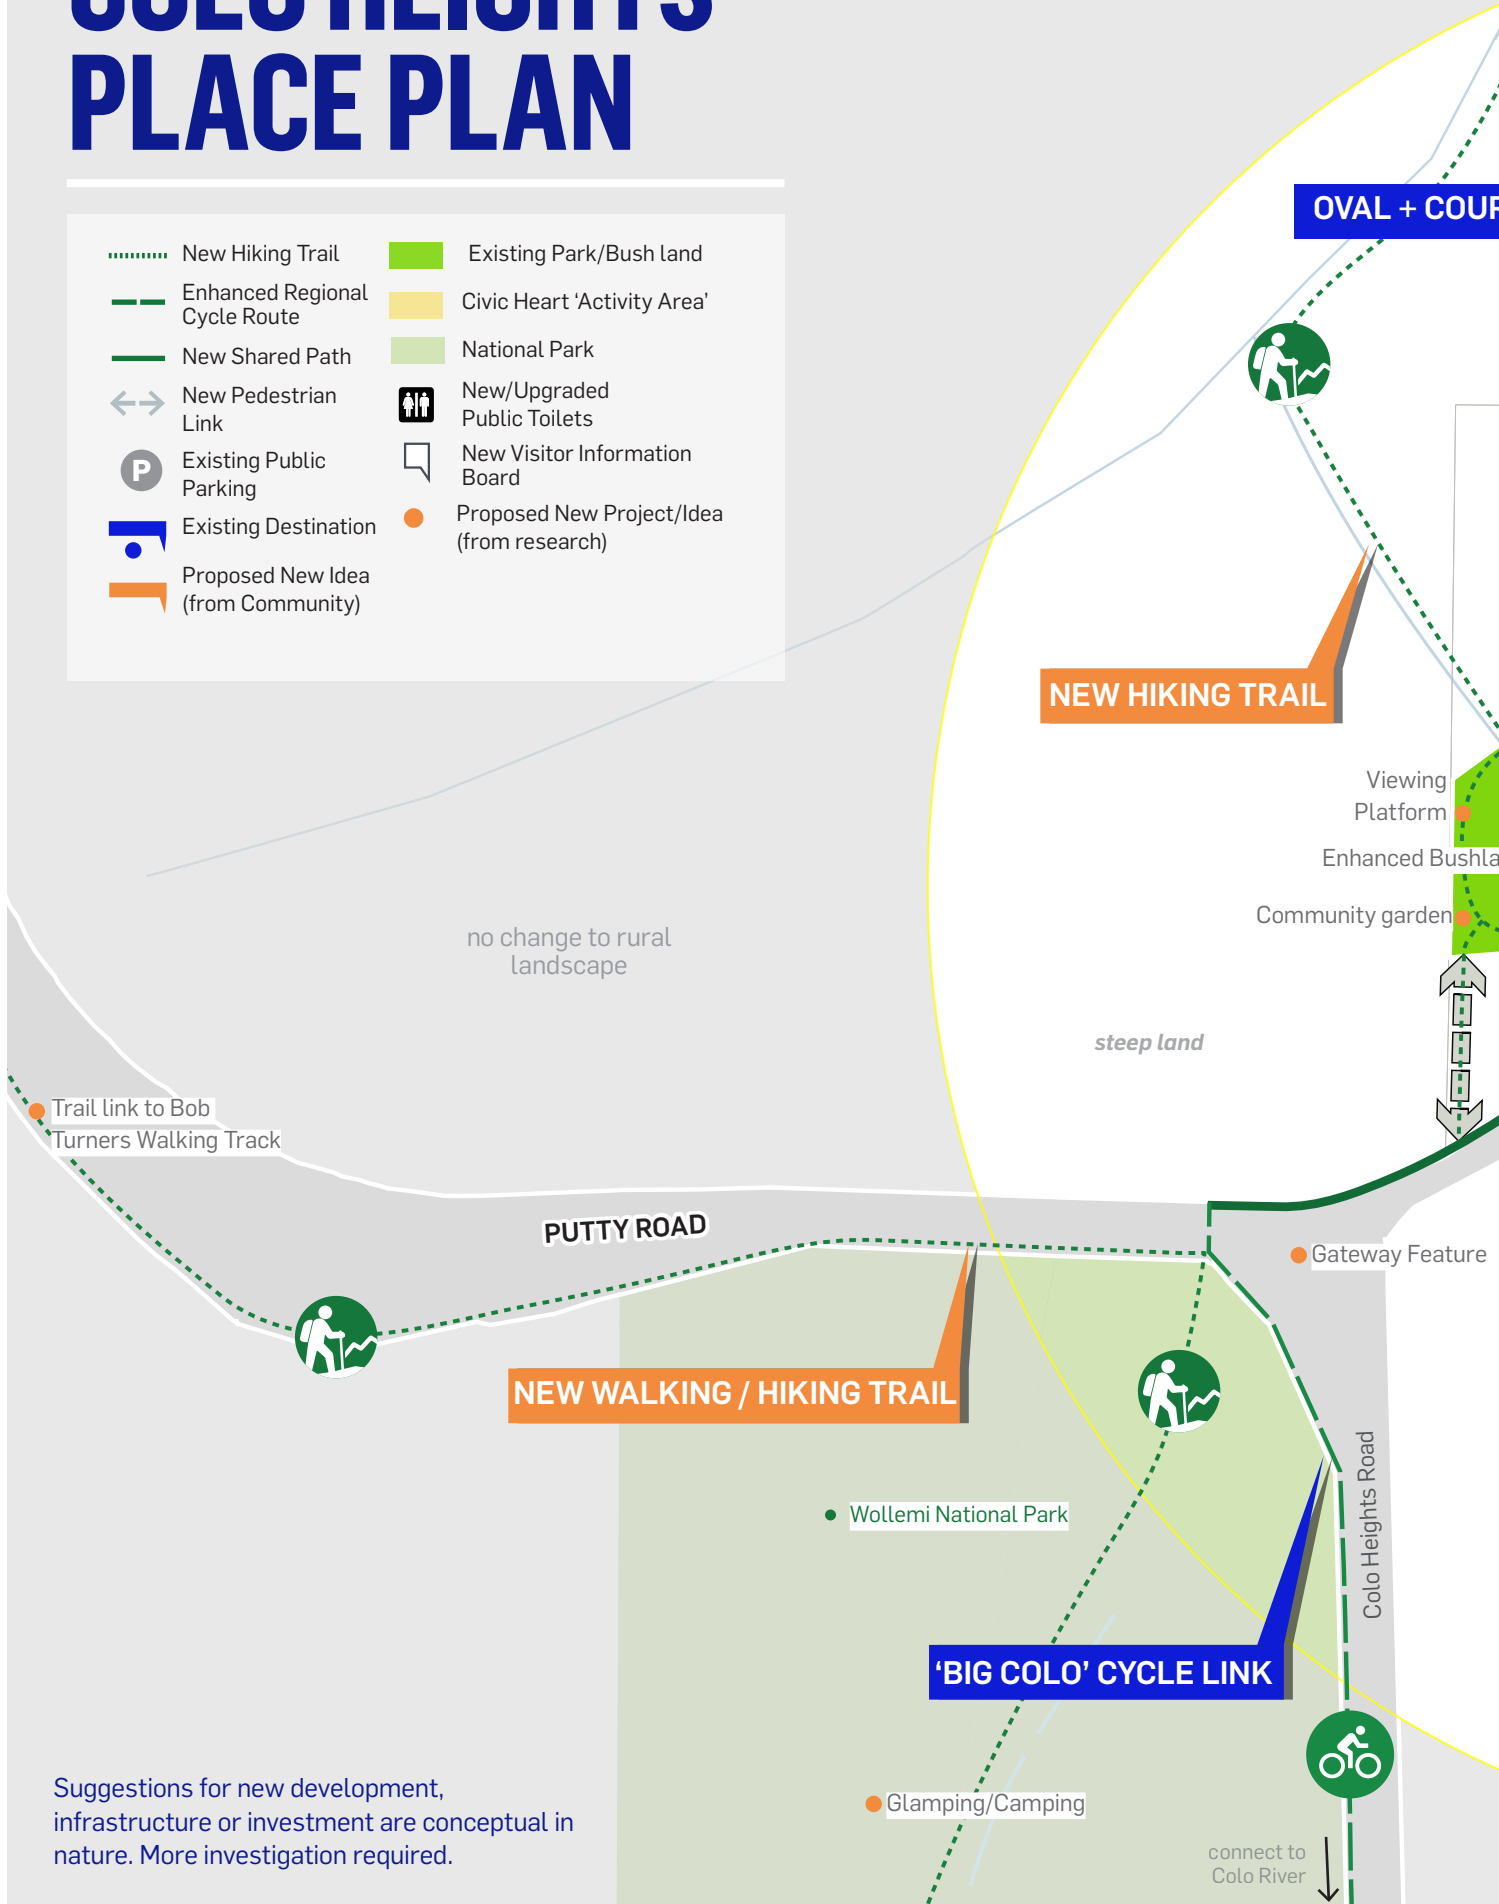 COLO HEIGHTS
PLACE PLAN
New Hiking Trail
Enhanced Regional
Cycle Route
New Shared Path
New Pedestrian
Link
P
Existing Public
Parking
Existing Destination
Proposed New Idea
(from Community)
Existing Park/Bush land
Civic Heart ‘Activity Area’
National Park
New/Upgraded
Public Toilets
New Visitor Information
Board
Proposed New Project/Idea
(from research)
OVAL + COUR
NEW HIKING TRAIL
Viewing
Platform
Enhanced Bushla
Community garden
no change to rural
landscape
steep land
Trail link to Bob
Turners Walking Track
PUTTY ROAD
Gateway Feature
NEW WALKING / HIKING TRAIL
Colo Heights Road
Wollemi National Park
‘BIG COLO’ CYCLE LINK
Glamping/Camping
Suggestions for new development,
infrastructure or investment are conceptual in
nature. More investigation required.
connect to
Colo River